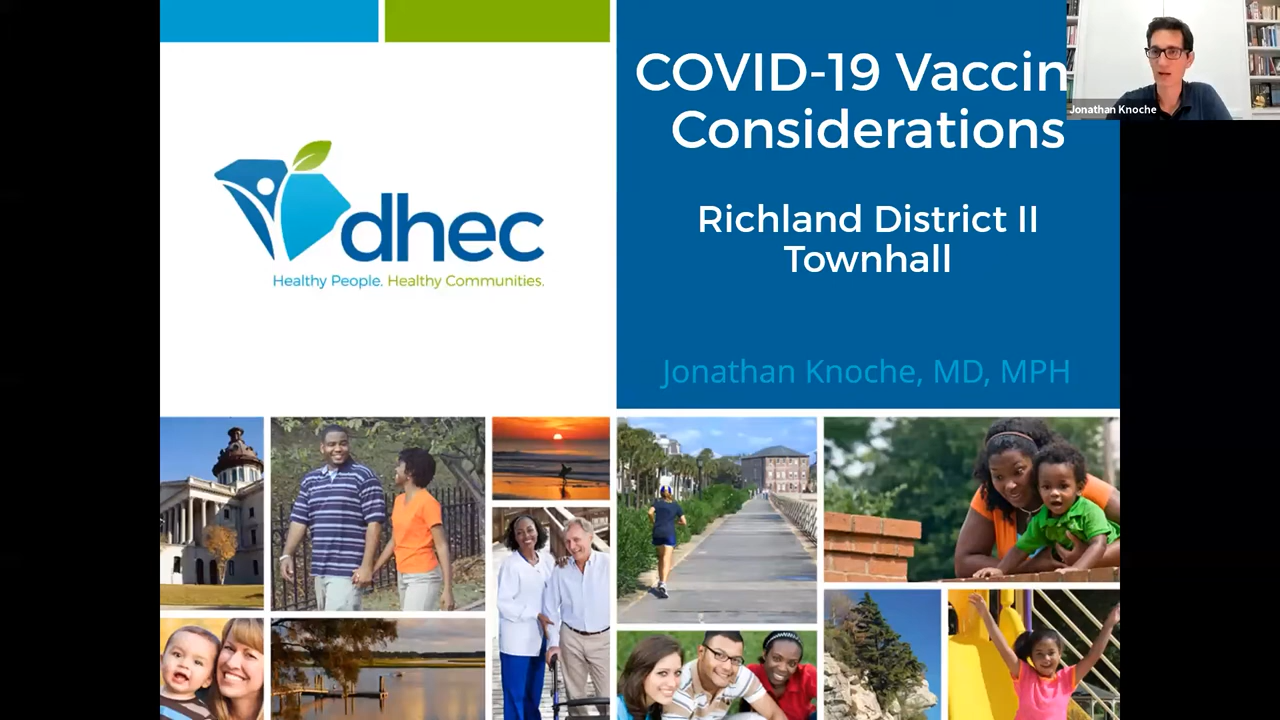 dhec
Healthy People. Healthy Communities.
COVID-19 Vaccin
Considerations
Richland District II
Townhall
Jonathan Knoche, MD, MPH
Jonathan Knoche